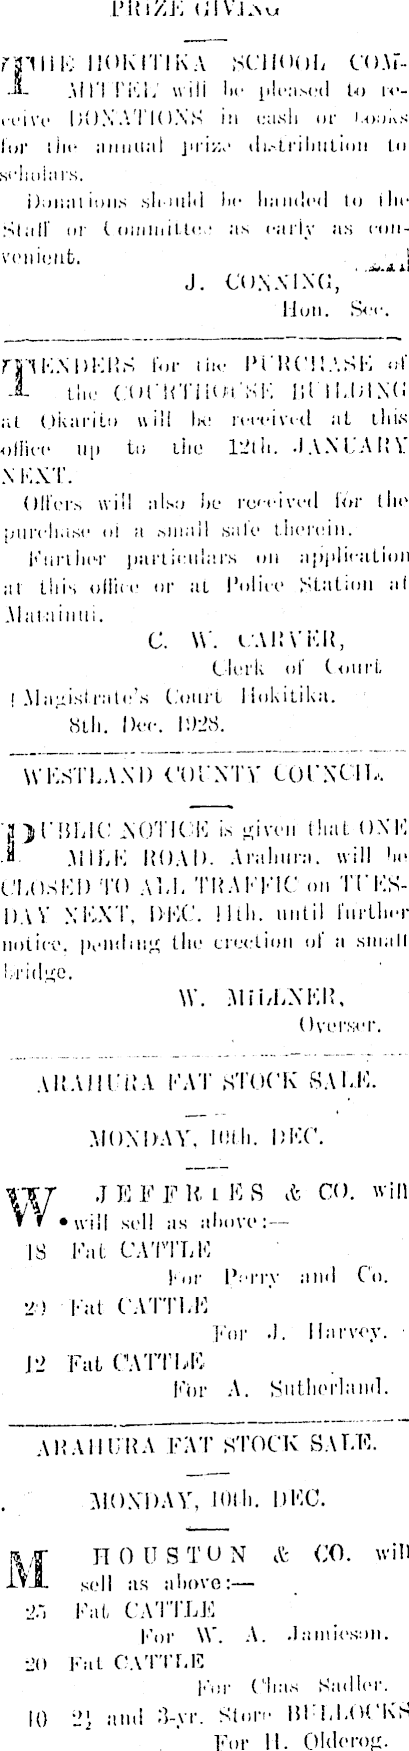 PRIZE GIVING
THE HOKITIKA SCHOOL COM-
MITTEE will be pleased to re-
ceive DONATIONS in cash or books
for the annual prize distribution to
scholars.
Donations should be handed to the
Staff or Committee as early as con-
venient.
J. CONNING,
Hon. Sec.
TENDERS for the PURCHASE of
the COURTHOUSE BUILDING
at Okarito will be received at this
office up to the 12th. JANUARY
NEXT.
Offers will also be received for the
purchase of a small safe therein.
Further particulars on application
at this office or at Police Station at
Matainui.
C. W. CARVER,
Clerk of Court
Magistrate's Court Hokitika.
8th. Dec. 1928.
WESTLAND COUNTY COUNCIL.
PUBLIC NOTICE is given that ONE
MILE ROAD, Arahura, will be
CLOSED TO ALL TRAFFIC on TUES-
DAY NEXT, DEC. 11th. until further
notice, pending the erection of a small
bridge.
W. MILLNER,
Overser.
ARAHURA FAT STOCK SALE.
MONDAY, 10th. DEC.
W. JEFFRIES & CO. will
will sell as above:—
18 Fat CATTLE
For Perry and Co.
Fat CATTLE
For J. Harvey.
12 Fat CATTLE
For A. Sutherland.
ARAHURA FAT STOCK SALE.
MONDAY, 10th. DEC.
M HOUSTON & CO. will
sell as above:—
25 Fat CATTLE
For W. A. Jamieson.
20 Fat CATTLE
For Chas Sadler.
10 2½ and 3-yr. Store BULLOCKS
For H. Olderog.